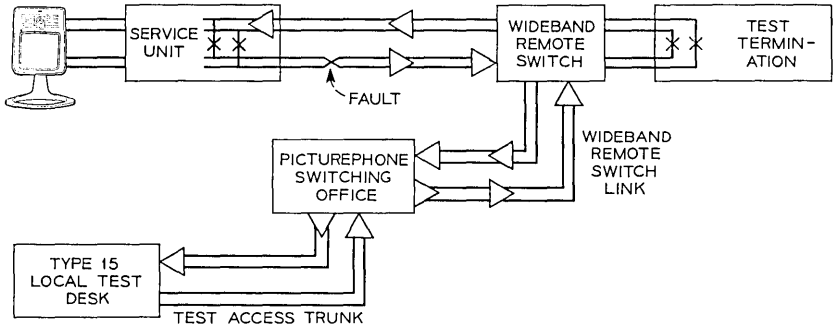 SERVICE
UNIT
FAULT
WIDEBAND
REMOTE
SWITCH
TEST
TERMIN-
ATION
WIDEBAND
REMOTE
SWITCH
LINK
PICTUREPHONE
SWITCHING
OFFICE
TYPE 15
LOCAL TEST
DESK
TEST ACCESS TRUNK